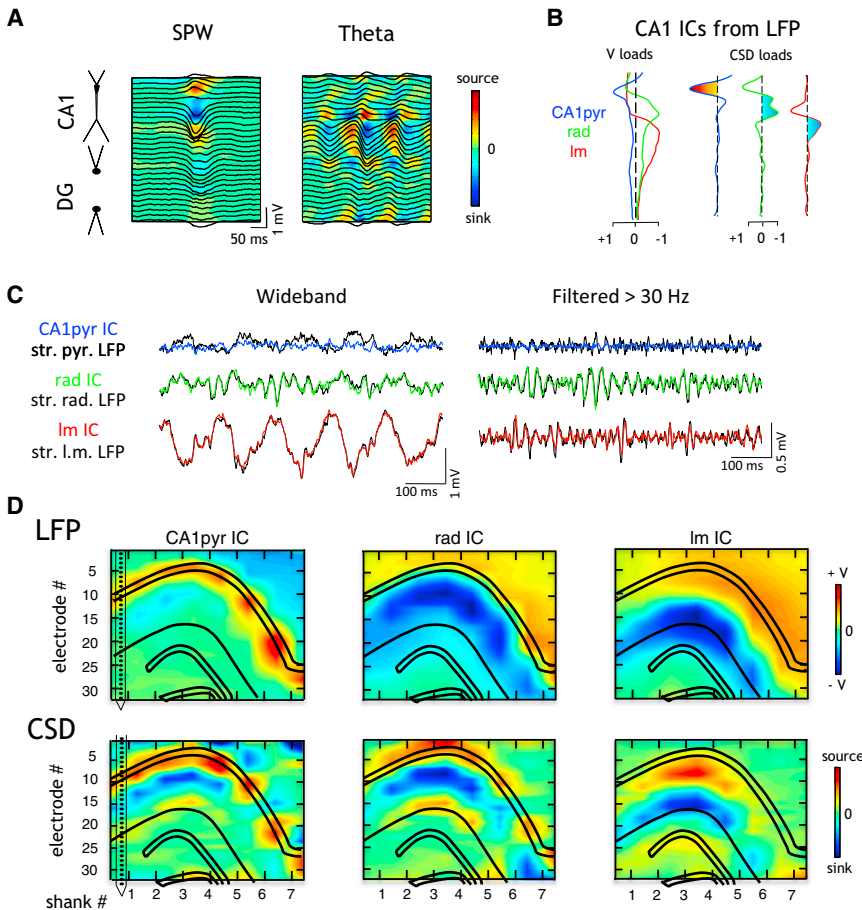 A
SPW
Theta
CA1
DG
50 ms
1 mV
source
0
sink
B
CA1 ICs from LFP
V loads
CSD loads
CA1pyr
rad
lm
+1 0 -1
+1 0 -1
C
Wideband
Filtered > 30 Hz
CA1pyr IC
str. pyr. LFP
rad IC
str. rad. LFP
lm IC
str. l.m. LFP
100 ms
1 mV
100 ms
0.5 mV
D
LFP
CA1pyr IC
rad IC
lm IC
electrode #
5
10
15
20
25
30
+ V
- V
CSD
electrode #
5
10
15
20
25
30
source
0
sink
shank #
1 2 3 4 5 6 7
1 2 3 4 5 6 7
1 2 3 4 5 6 7